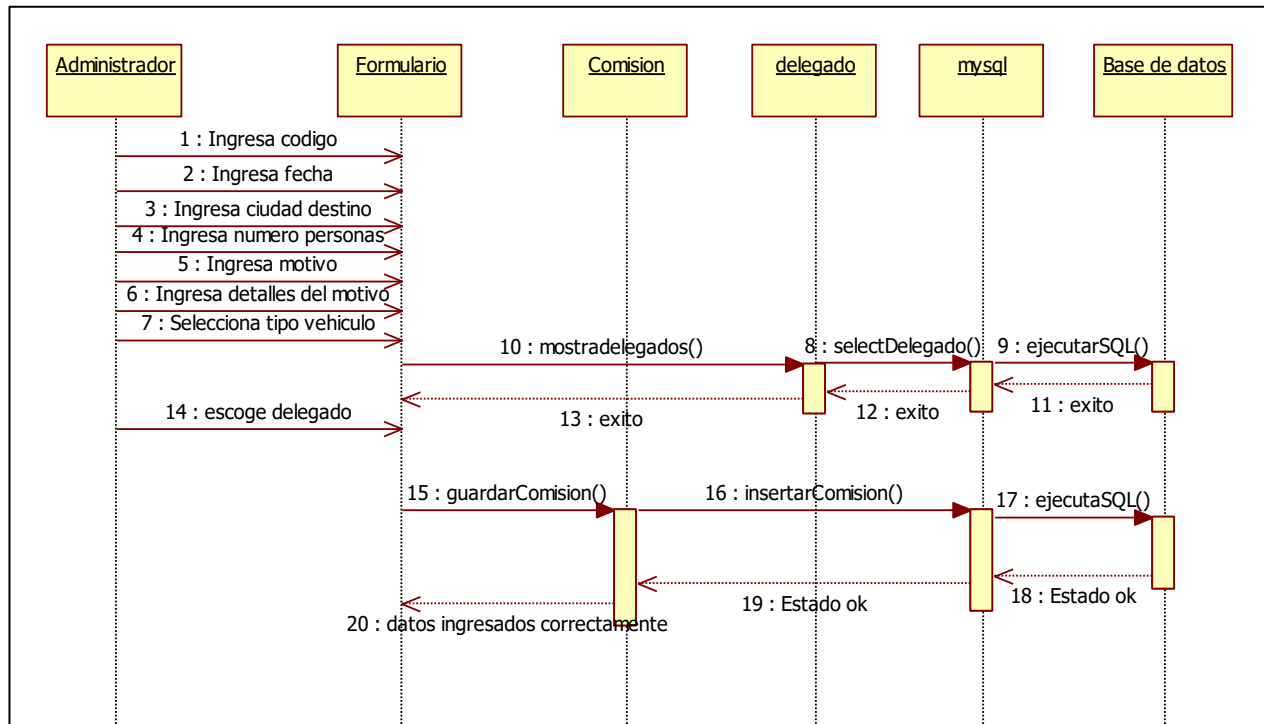 Administrador
Formulario
Comision
delegado
mysql
Base de datos
1 : Ingresa codigo
2 : Ingresa fecha
3 : Ingresa ciudad destino
4 : Ingresa numero personas
5 : Ingresa motivo
6 : Ingresa detalles del motivo
7 : Selecciona tipo vehiculo
10 : mostradelegados()
8 : selectDelegado()
9 : ejecutarSQL()
11 : exito
12 : exito
13 : exito
14 : escoge delegado
15 : guardarComision()
16 : insertarComision()
17 : ejecutaSQL()
18 : Estado ok
19 : Estado ok
20 : datos ingresados correctamente